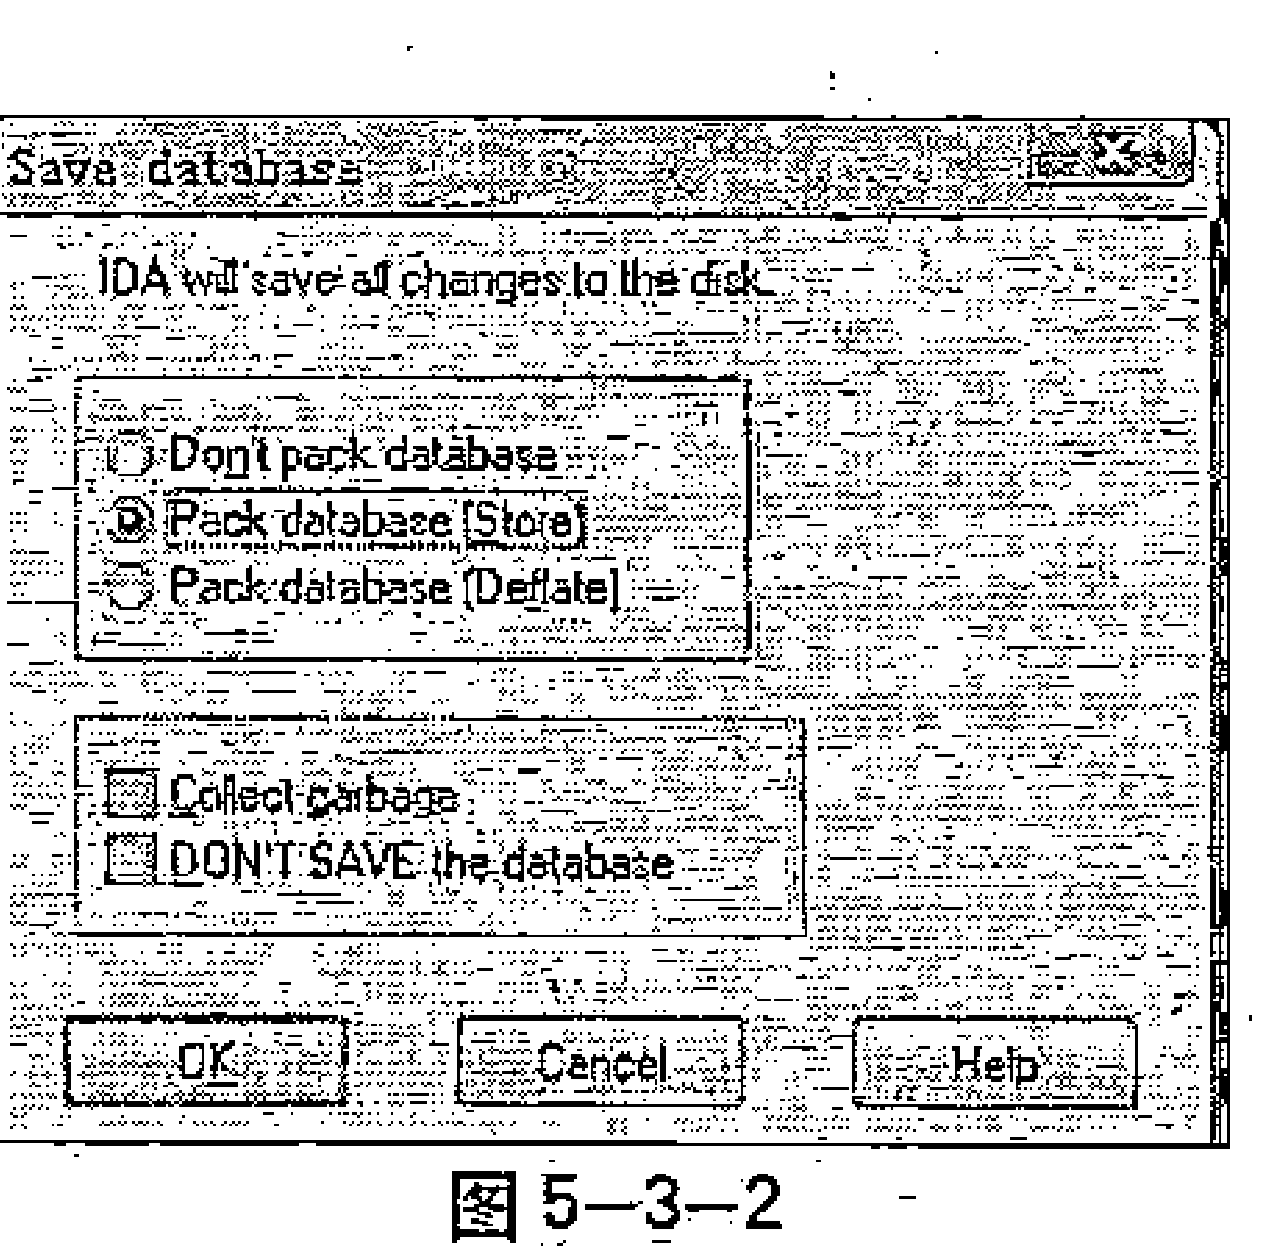 Save database
IDA will save all changes to the disk.
Don't pack database
Pack database (Store)
Pack database (Deflate)
Collect garbage
DON'T SAVE the database
OK
Cancel
Help
图 5—3—2